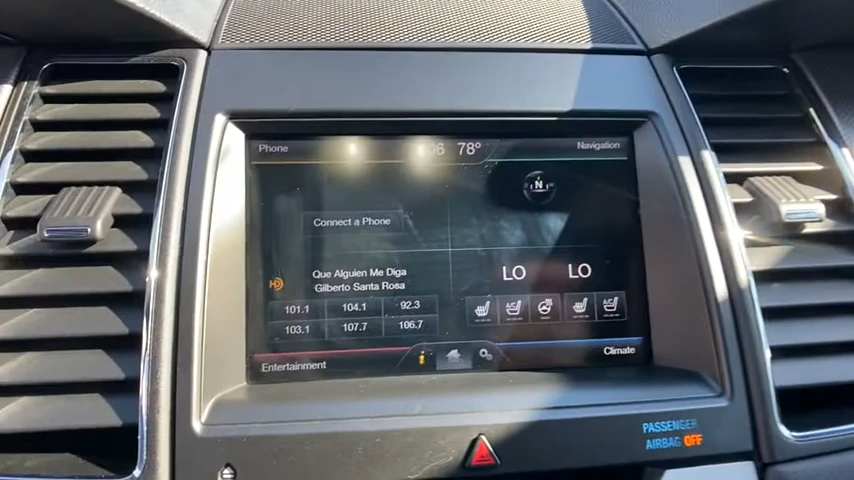 Phone
78°
Navigation
N
Connect a Phone
Que Alguien Me Diga
Gilberto Santa Rosa
HD
LO LO
101.1 104.1 92.3
103.1 107.7 106.7
A/C A/C
Entertainment
i
Climate
PASSENGER
AIRBAG OFF